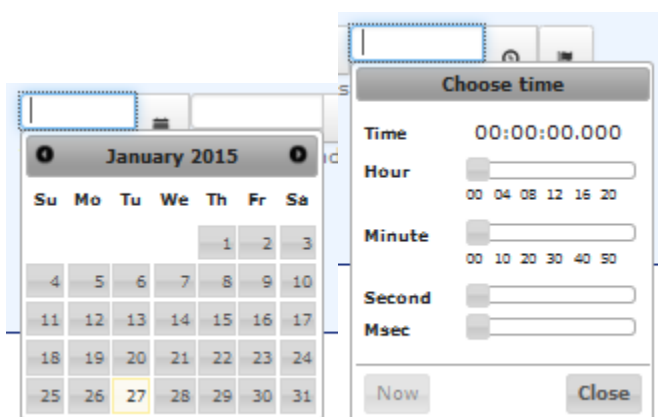 January 2015
Su Mo Tu We Th Fr Sa
1 2 3
4 5 6 7 8 9 10
11 12 13 14 15 16 17
18 19 20 21 22 23 24
25 26 27 28 29 30 31
Choose time
Time 00:00:00.000
Hour
00 04 08 12 16 20
Minute
00 10 20 30 40 50
Second
Msec
Now Close